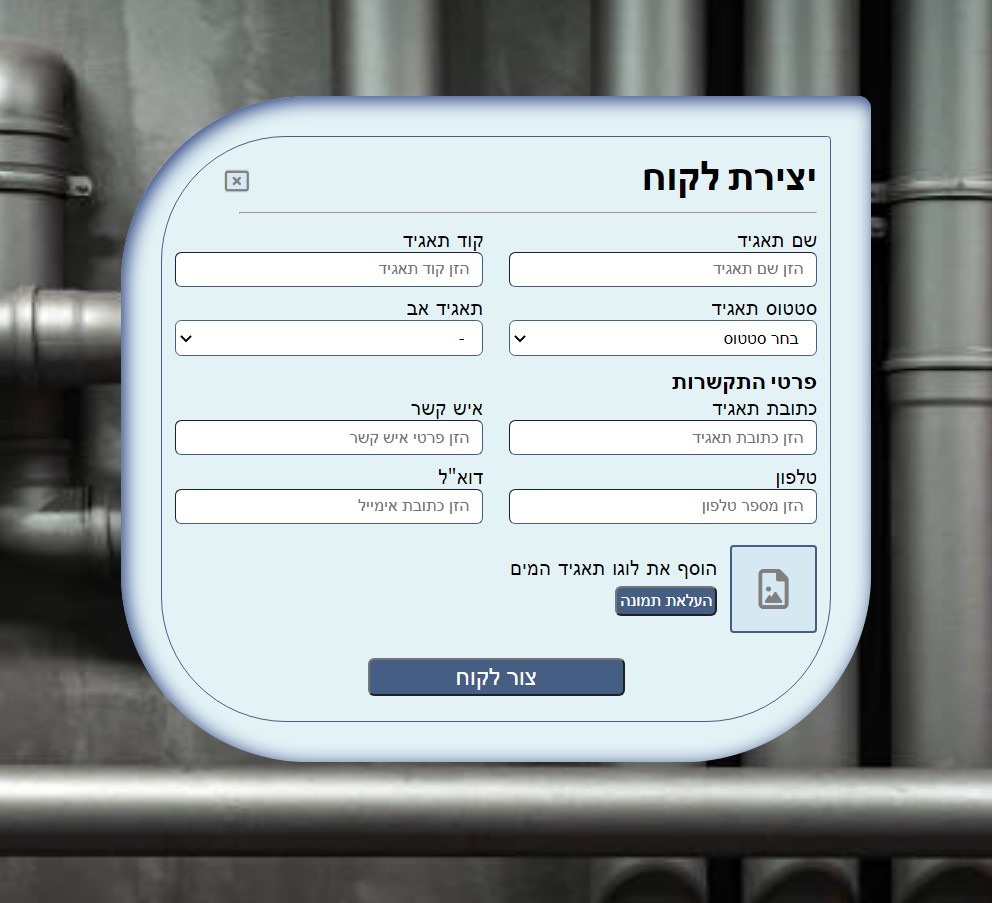 יצירת לקוח
שם תאגיד
קוד תאגיד
הזן שם תאגיד
הזן קוד תאגיד
סטטוס תאגיד
תאגיד אב
בחר סטטוס
-
פרטי התקשרות
כתובת תאגיד
איש קשר
הזן כתובת תאגיד
הזן פרטי איש קשר
טלפון
דוא"ל
הזן מספר טלפון
הזן כתובת אימייל
הוסף את לוגו תאגיד המים
העלאת תמונה
צור לקוח